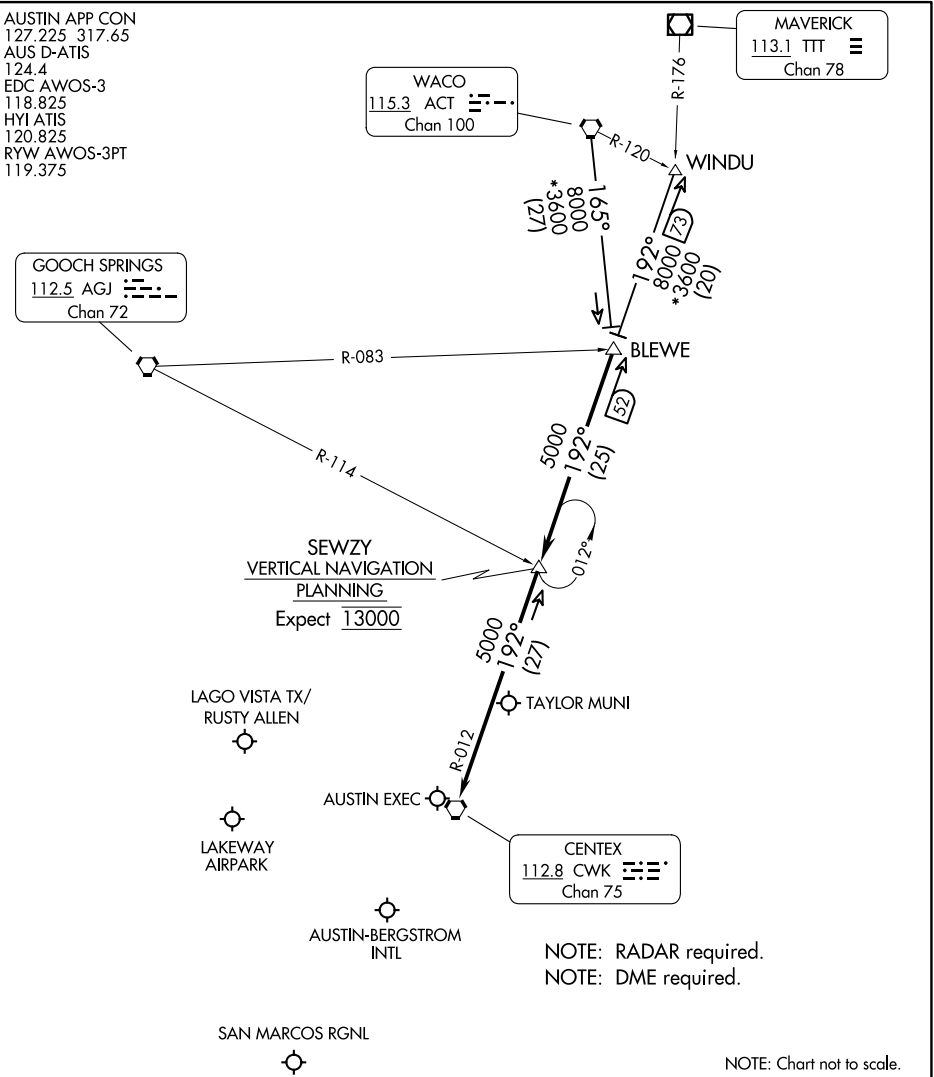 AUSTIN APP CON
127.225 317.65
AUS D-ATIS
124.4
EDC AWOS-3
118.825
HYI ATIS
120.825
RYW AWOS-3PT
119.375
MAVERICK
113.1 TTT
Chan 78
R-176
WACO
115.3 ACT
Chan 100
R-120
WINDU
165°
8000
*3600
(27)
73
192°
8000
*3600
(20)
GOOCH SPRINGS
112.5 AGJ
Chan 72
R-083
BLEWE
52
5000
192°
(25)
R-114
012°
SEWZY
VERTICAL NAVIGATION
PLANNING
Expect 13000
5000
192°
(27)
LAGO VISTA TX/
RUSTY ALLEN
TAYLOR MUNI
R-012
AUSTIN EXEC
LAKEWAY
AIRPARK
CENTEX
112.8 CWK
Chan 75
AUSTIN-BERGSTROM
INTL
NOTE: RADAR required.
NOTE: DME required.
SAN MARCOS RGNL
NOTE: Chart not to scale.